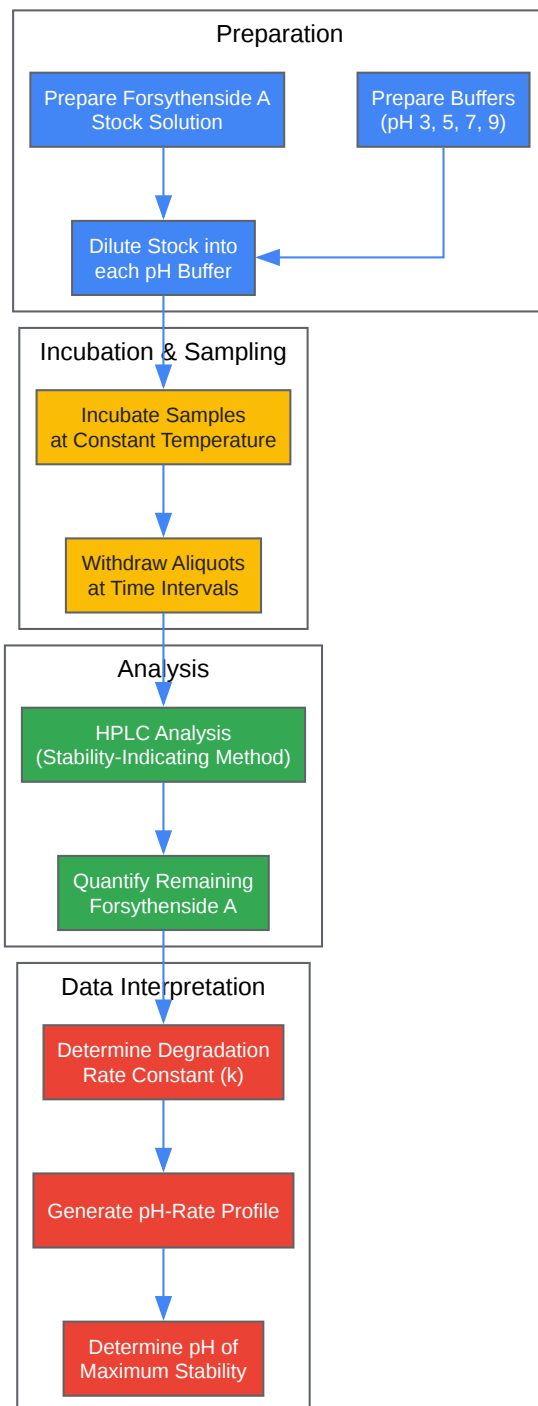 Preparation
Prepare Forsythenside A
Stock Solution
Prepare Buffers
(pH 3, 5, 7, 9)
Dilute Stock into
each pH Buffer
Incubation & Sampling
Incubate Samples
at Constant Temperature
Withdraw Aliquots
at Time Intervals
Analysis
HPLC Analysis
(Stability-Indicating Method)
Quantify Remaining
Forsythenside A
Data Interpretation
Determine Degradation
Rate Constant (k)
Generate pH-Rate Profile
Determine pH of
Maximum Stability